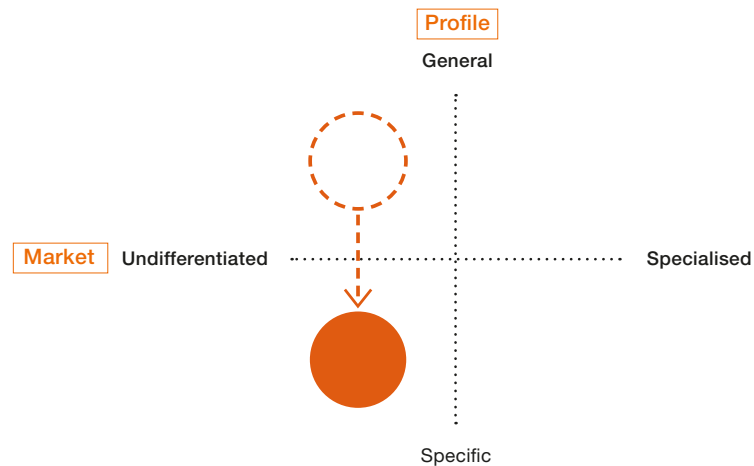 Profile
General
Market
Undifferentiated
Specialised
Specific